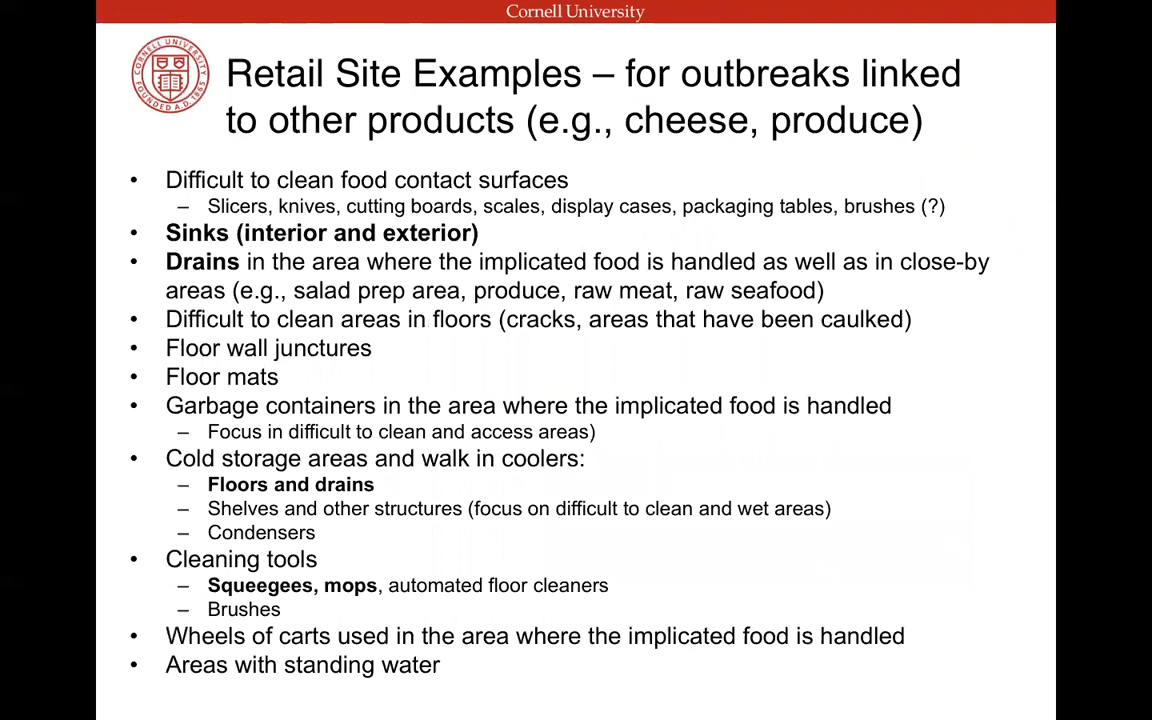 Cornell University
CORNELL UNIVERSITY
FOUNDED A.D. 1865
Retail Site Examples – for outbreaks linked
to other products (e.g., cheese, produce)
• Difficult to clean food contact surfaces
– Slicers, knives, cutting boards, scales, display cases, packaging tables, brushes (?)
• Sinks (interior and exterior)
• Drains in the area where the implicated food is handled as well as in close-by
areas (e.g., salad prep area, produce, raw meat, raw seafood)
• Difficult to clean areas in floors (cracks, areas that have been caulked)
• Floor wall junctures
• Floor mats
• Garbage containers in the area where the implicated food is handled
– Focus in difficult to clean and access areas)
• Cold storage areas and walk in coolers:
– Floors and drains
– Shelves and other structures (focus on difficult to clean and wet areas)
– Condensers
• Cleaning tools
– Squeegees, mops, automated floor cleaners
– Brushes
• Wheels of carts used in the area where the implicated food is handled
• Areas with standing water